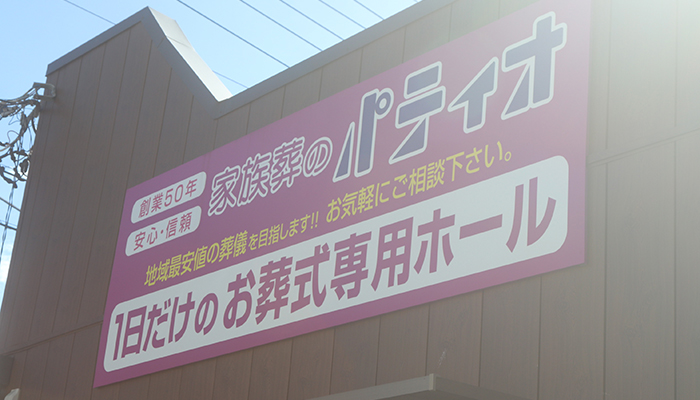 創業50年
安心・信頼
家族葬のパティオ
地域最安値の葬儀を目指します!! お気軽にご相談下さい。
1日だけのお葬式専用ホール